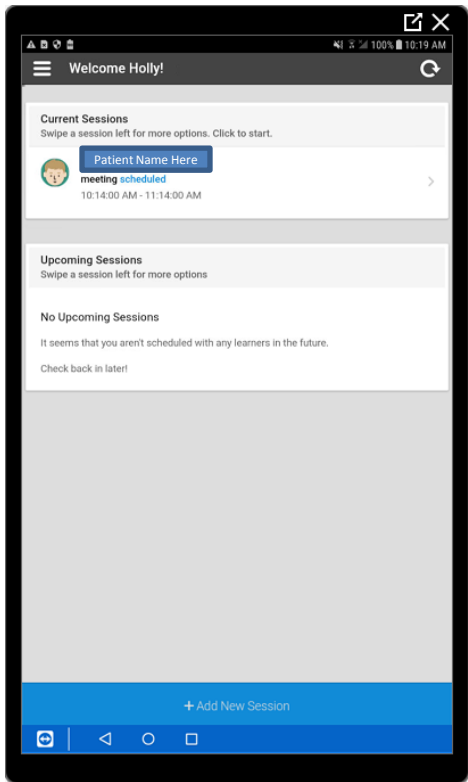 100% 10:19 AM
Welcome Holly!
Current Sessions
Swipe a session left for more options. Click to start.
Patient Name Here
meeting scheduled
10:14:00 AM - 11:14:00 AM
Upcoming Sessions
Swipe a session left for more options
No Upcoming Sessions
It seems that you aren't scheduled with any learners in the future.
Check back in later!
+ Add New Session